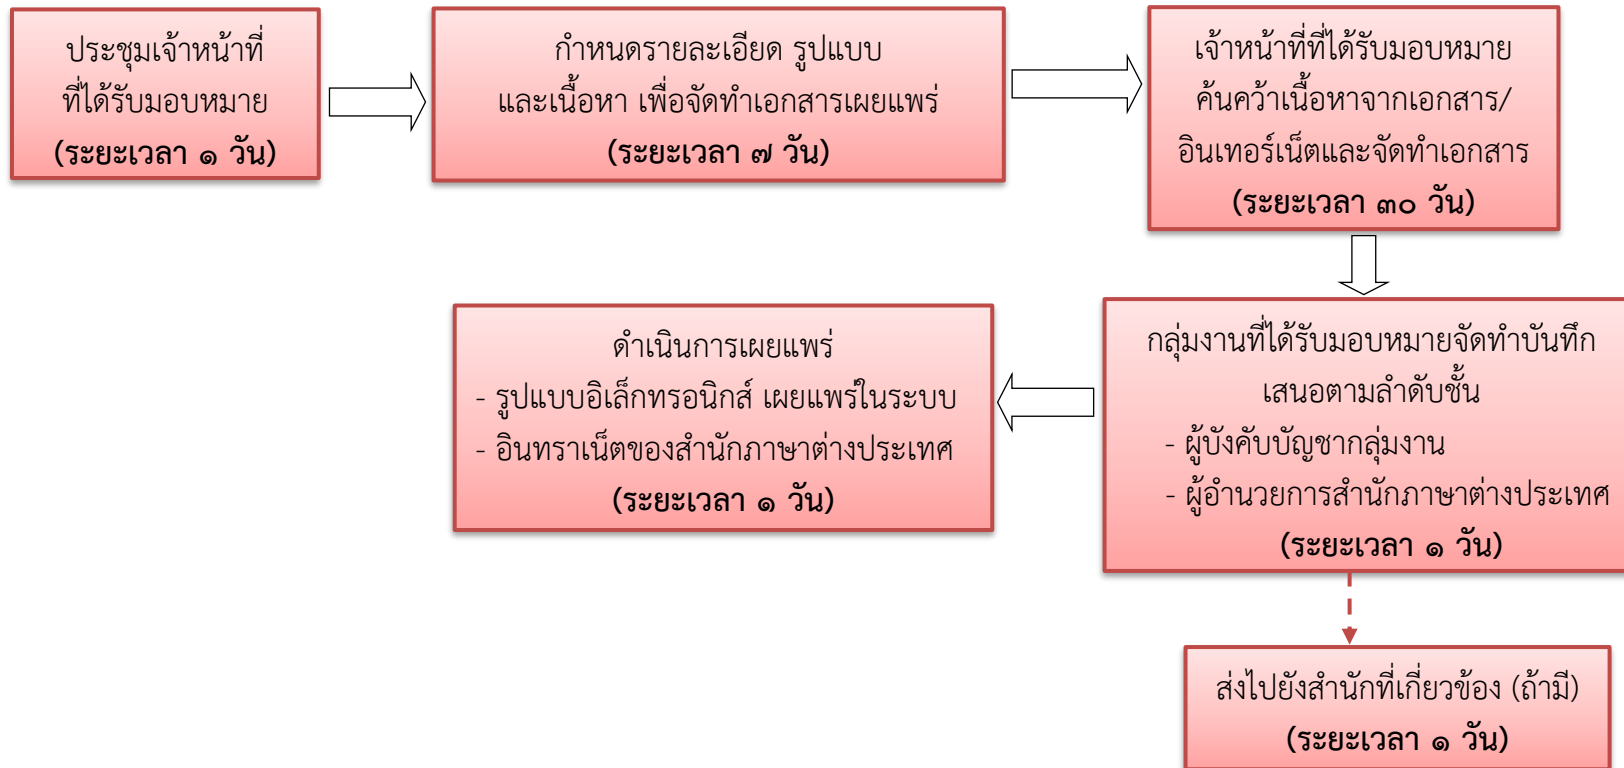 ประชุมเจ้าหน้าที่
ที่ได้รับมอบหมาย
(ระยะเวลา ๑ วัน)
กำหนดรายละเอียด รูปแบบ
และเนื้อหา เพื่อจัดทำเอกสารเผยแพร่
(ระยะเวลา ๗ วัน)
เจ้าหน้าที่ที่ได้รับมอบหมาย
ค้นคว้าเนื้อหาจากเอกสาร/
อินเทอร์เน็ตและจัดทำเอกสาร
(ระยะเวลา ๓๐ วัน)
กลุ่มงานที่ได้รับมอบหมายจัดทำบันทึก
เสนอตามลำดับชั้น
- ผู้บังคับบัญชากลุ่มงาน
- ผู้อำนวยการสำนักภาษาต่างประเทศ
(ระยะเวลา ๑ วัน)
ดำเนินการเผยแพร่
- รูปแบบอิเล็กทรอนิกส์ เผยแพร่ในระบบ
- อินทราเน็ตของสำนักภาษาต่างประเทศ
(ระยะเวลา ๑ วัน)
ส่งไปยังสำนักที่เกี่ยวข้อง (ถ้ามี)
(ระยะเวลา ๑ วัน)